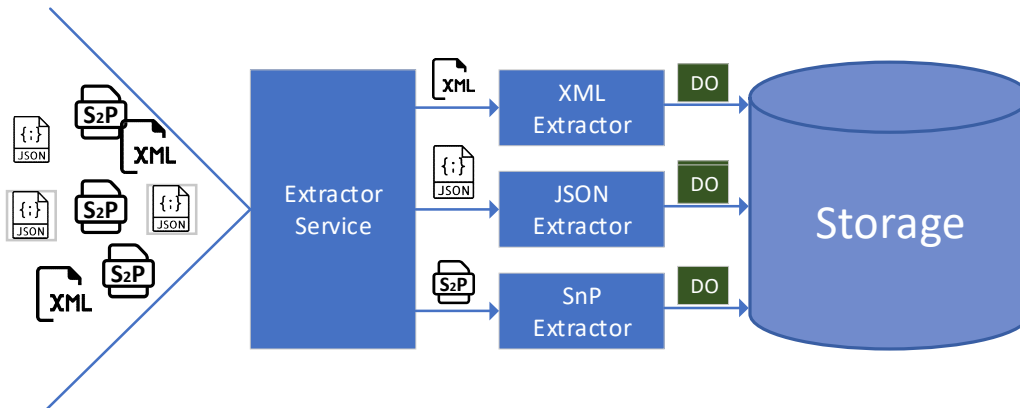 S2P
{;}
JSON
XML
{;}
JSON
S2P
{;}
JSON
S2P
XML
Extractor
Service
XML
{;}
JSON
S2P
XML
Extractor
JSON
Extractor
SnP
Extractor
DO
DO
DO
Storage